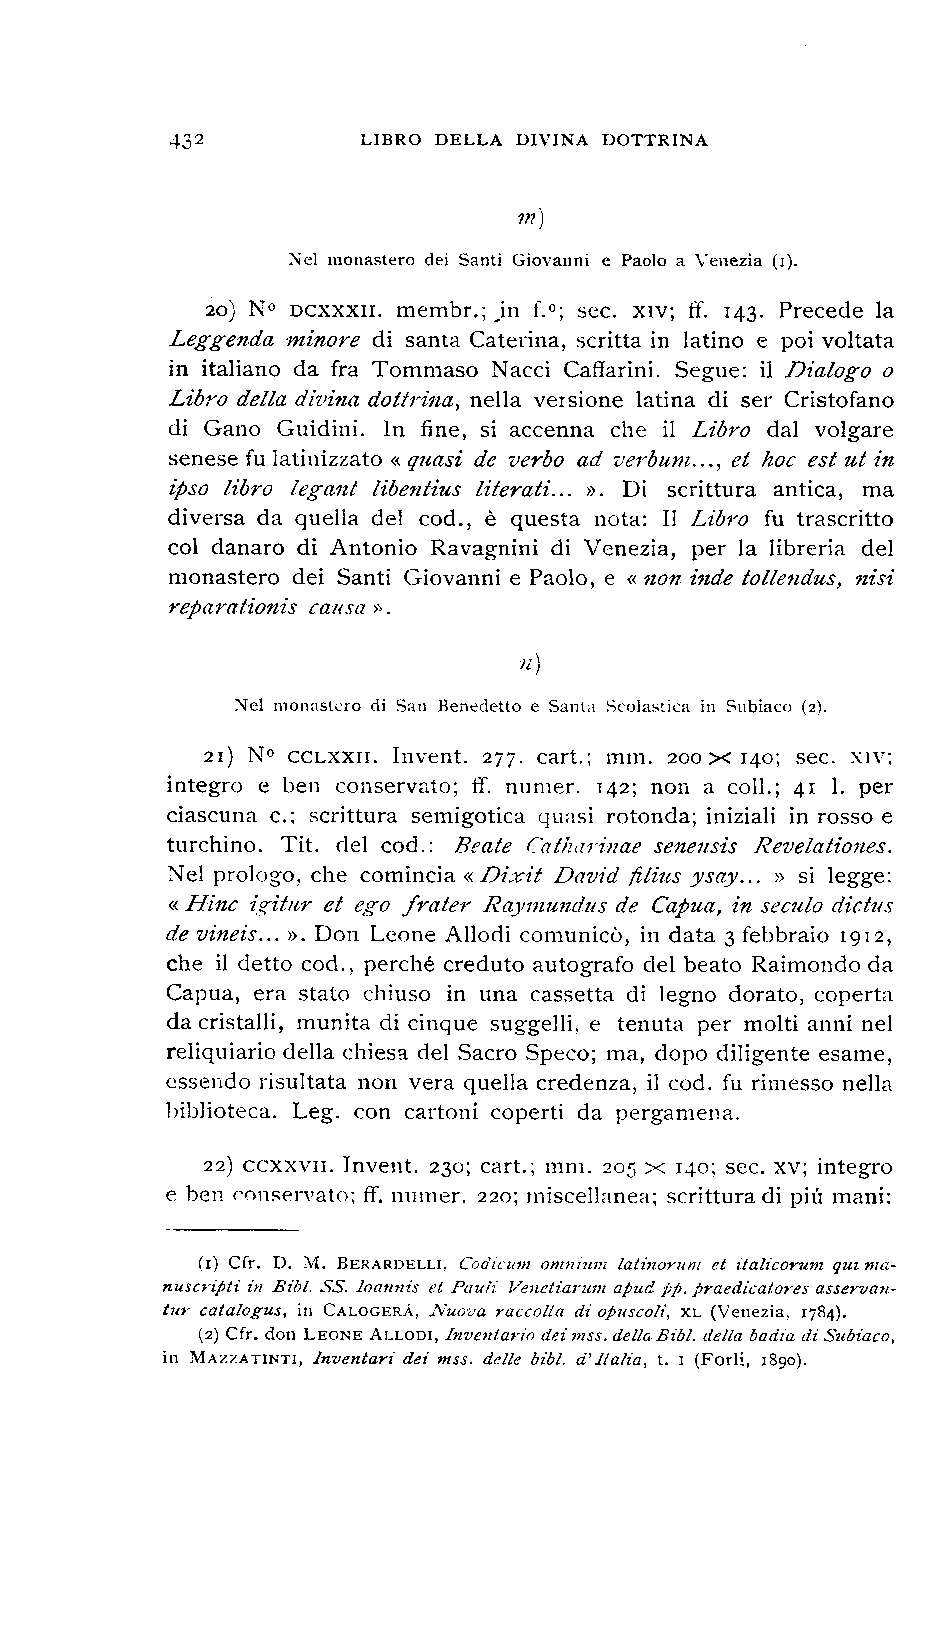 432 LIBRO DELLA DIVINA DOTTRINA
m)
Nel monastero dei Santi Giovanni e Paolo a Venezia (1).
20) Nº DCXXXII. membr.; in f.º; sec. XIV; ff. 143. Precede la
Leggenda minore di santa Caterina, scritta in latino e poi voltata
in italiano da fra Tommaso Nacci Caffarini. Segue: il Dialogo o
Libro della divina dottrina, nella versione latina di ser Cristofano
di Gano Guidini. In fine, si accenna che il Libro dal volgare
senese fu latinizzato « quasi de verbo ad verbum..., et hoc est ut in
ipso libro legant libentius literati... ». Di scrittura antica, ma
diversa da quella del cod., è questa nota: Il Libro fu trascritto
col danaro di Antonio Ravagnini di Venezia, per la libreria del
monastero dei Santi Giovanni e Paolo, e « non inde tollendus, nisi
reparationis causa ».
n)
Nel monastero di San Benedetto e Santa Scolastica in Subiaco (2).
21) Nº CCLXXII. Invent. 277. cart.; mm. 200 × 140; sec. XIV;
integro e ben conservato; ff. numer. 142; non a coll.; 41 l. per
ciascuna c.; scrittura semigotica quasi rotonda; iniziali in rosso e
turchino. Tit. del cod.: Beate Catharinae senensis Revelationes.
Nel prologo, che comincia « Dixit David filius ysay... » si legge:
« Hinc igitur et ego frater Raymundus de Capua, in seculo dictus
de vineis... ». Don Leone Allodi comunicò, in data 3 febbraio 1912,
che il detto cod., perché creduto autografo del beato Raimondo da
Capua, era stato chiuso in una cassetta di legno dorato, coperta
da cristalli, munita di cinque suggelli, e tenuta per molti anni nel
reliquiario della chiesa del Sacro Speco; ma, dopo diligente esame,
essendo risultata non vera quella credenza, il cod. fu rimesso nella
biblioteca. Leg. con cartoni coperti da pergamena.
22) CCXXVII. Invent. 230; cart.; mm. 205 × 140; sec. XV; integro
e ben conservato; ff. numer. 220; miscellanea; scrittura di piú mani:
(1) Cfr. D. M. BERARDELLI, Codicum omnium latinorum et italicorum qui ma-
nuscripti in Bibl. SS. Ioannis et Pauli Venetiarum apud pp. praedicatores asservan-
tur catalogus, in CALOGERÁ, Nuova raccolta di opuscoli, XL (Venezia, 1784).
(2) Cfr. don LEONE ALLODI, Inventario dei mss. della Bibl. della badia di Subiaco,
in MAZZATINTI, Inventari dei mss. delle bibl. d'Italia, t. I (Forlí, 1890).